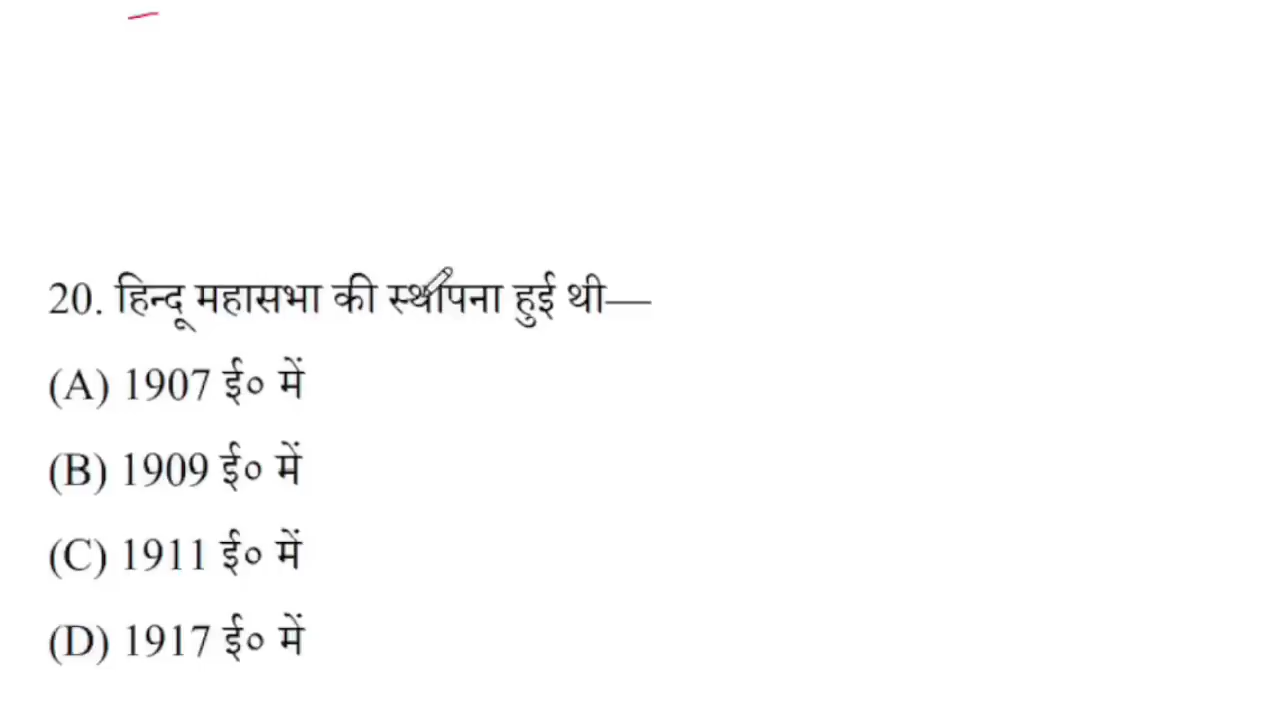 20. हिन्दू महासभा की स्थापना हुई थी—
(A) 1907 ई० में
(B) 1909 ई० में
(C) 1911 ई० में
(D) 1917 ई० में